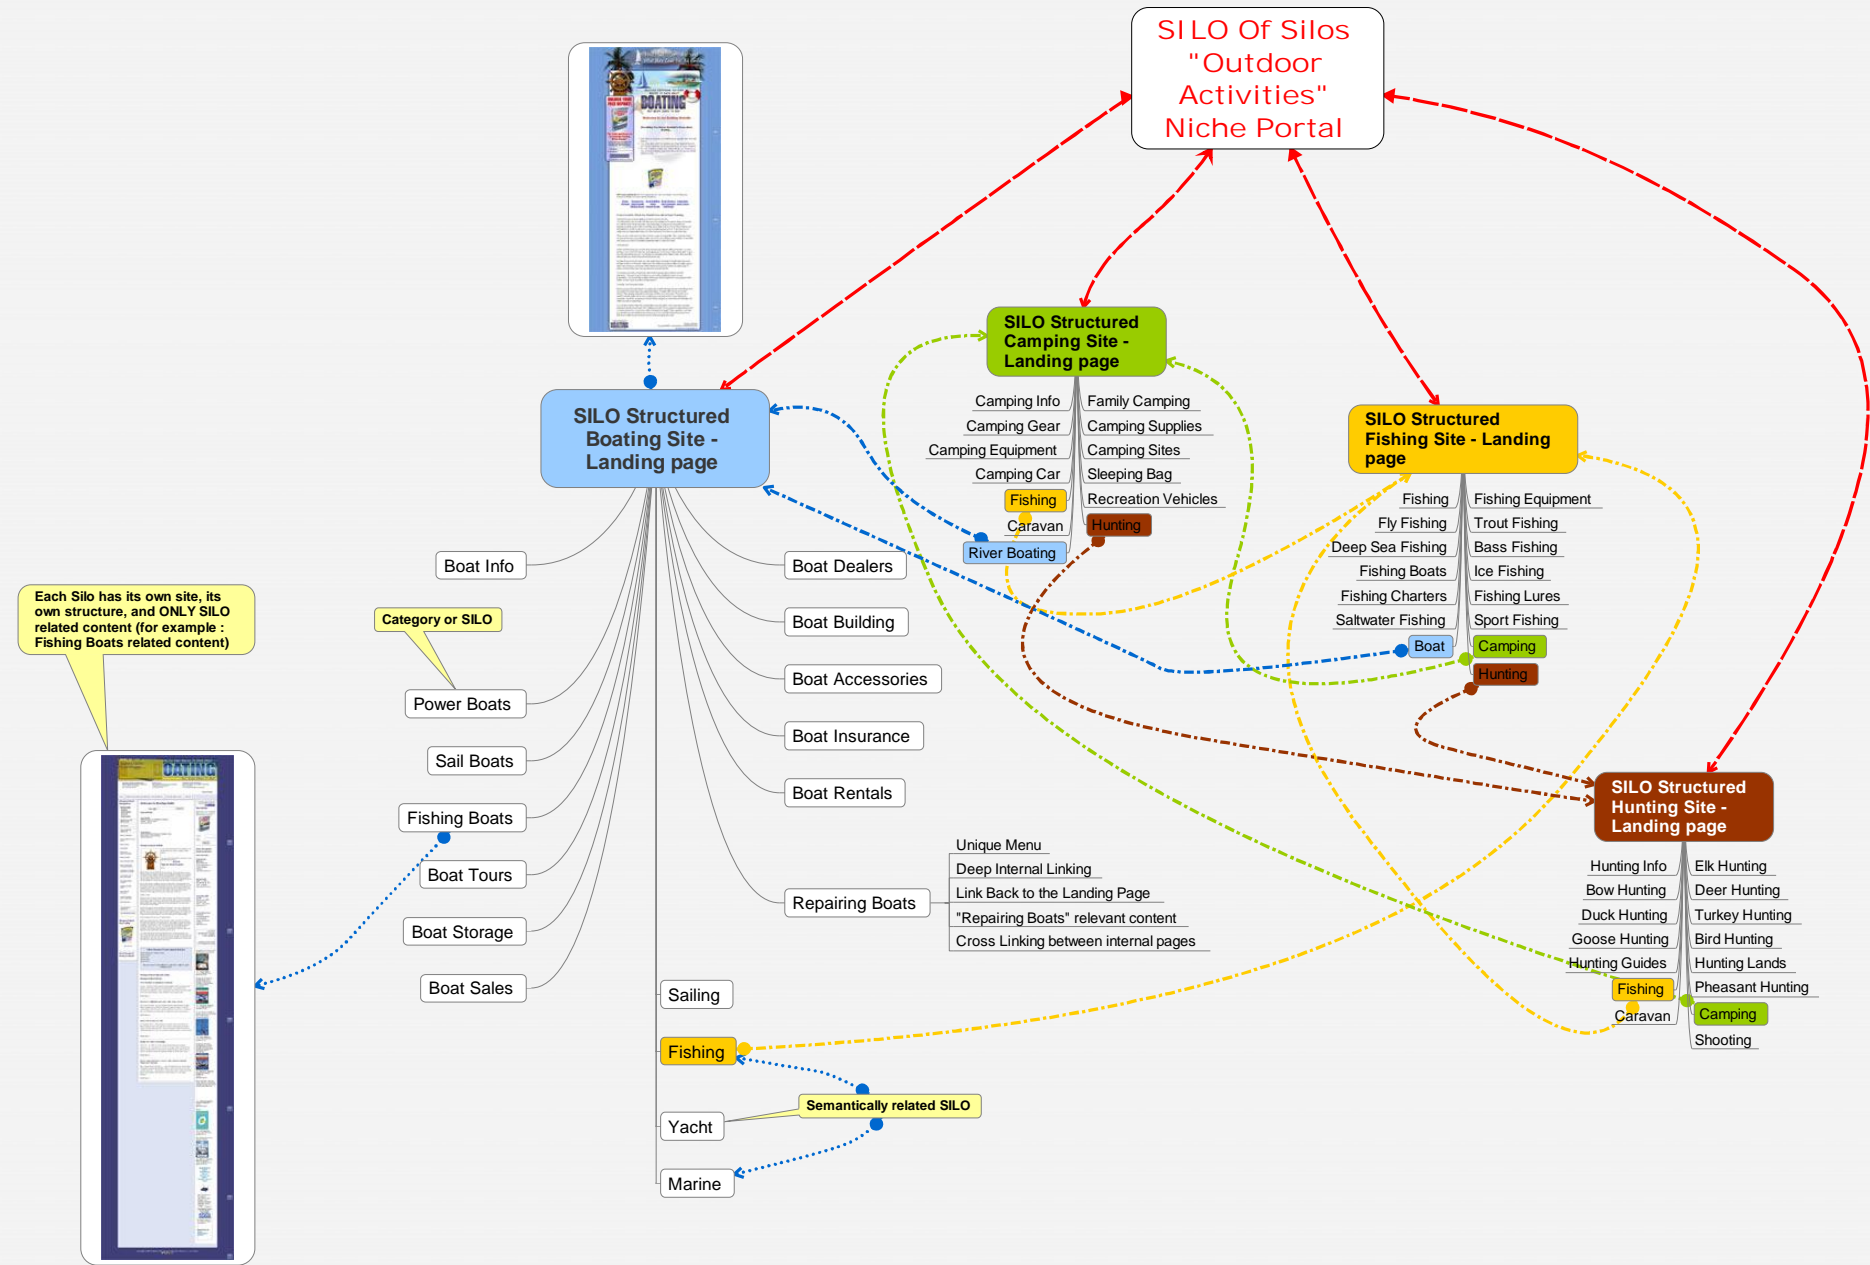 SILO Of Silos
"Outdoor
Activities"
Niche Portal
BOATING
SILO Structured
Boating Site -
Landing page
Boat Info
Power Boats
Sail Boats
Fishing Boats
Boat Tours
Boat Storage
Boat Sales
Boat Dealers
Boat Building
Boat Accessories
Boat Insurance
Boat Rentals
Repairing Boats
Unique Menu
Deep Internal Linking
Link Back to the Landing Page
"Repairing Boats" relevant content
Cross Linking between internal pages
Sailing
Fishing
Yacht
Marine
Semantically related SILO
Category or SILO
Each Silo has its own site, its
own structure, and ONLY SILO
related content (for example :
Fishing Boats related content)
OATING
SILO Structured
Camping Site -
Landing page
Camping Info
Camping Gear
Camping Equipment
Camping Car
Fishing
Caravan
River Boating
Family Camping
Camping Supplies
Camping Sites
Sleeping Bag
Recreation Vehicles
Hunting
SILO Structured
Fishing Site - Landing
page
Fishing
Fly Fishing
Deep Sea Fishing
Fishing Boats
Fishing Charters
Saltwater Fishing
Boat
Fishing Equipment
Trout Fishing
Bass Fishing
Ice Fishing
Fishing Lures
Sport Fishing
Camping
Hunting
SILO Structured
Hunting Site -
Landing page
Hunting Info
Bow Hunting
Duck Hunting
Goose Hunting
Hunting Guides
Fishing
Caravan
Elk Hunting
Deer Hunting
Turkey Hunting
Bird Hunting
Hunting Lands
Pheasant Hunting
Camping
Shooting